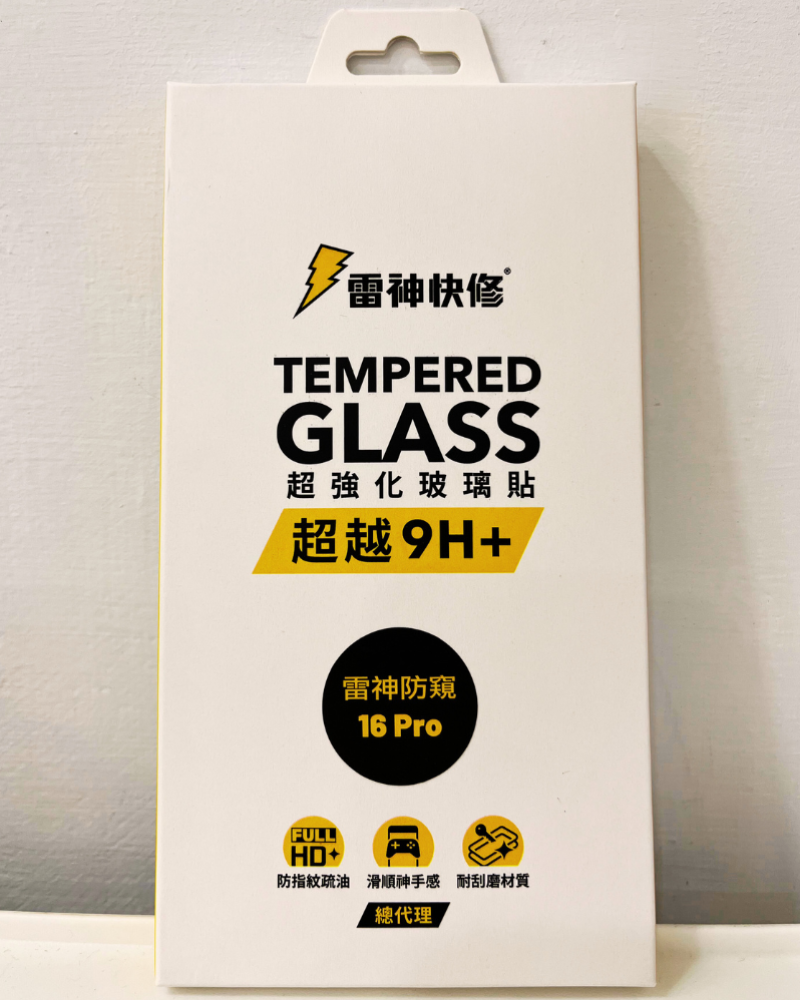 雷神快修®
TEMPERED
GLASS
超強化玻璃貼
超越9H+
雷神防窺
16 Pro
FULL
HD
防指紋疏油
滑順神手感
耐刮磨材質
總代理